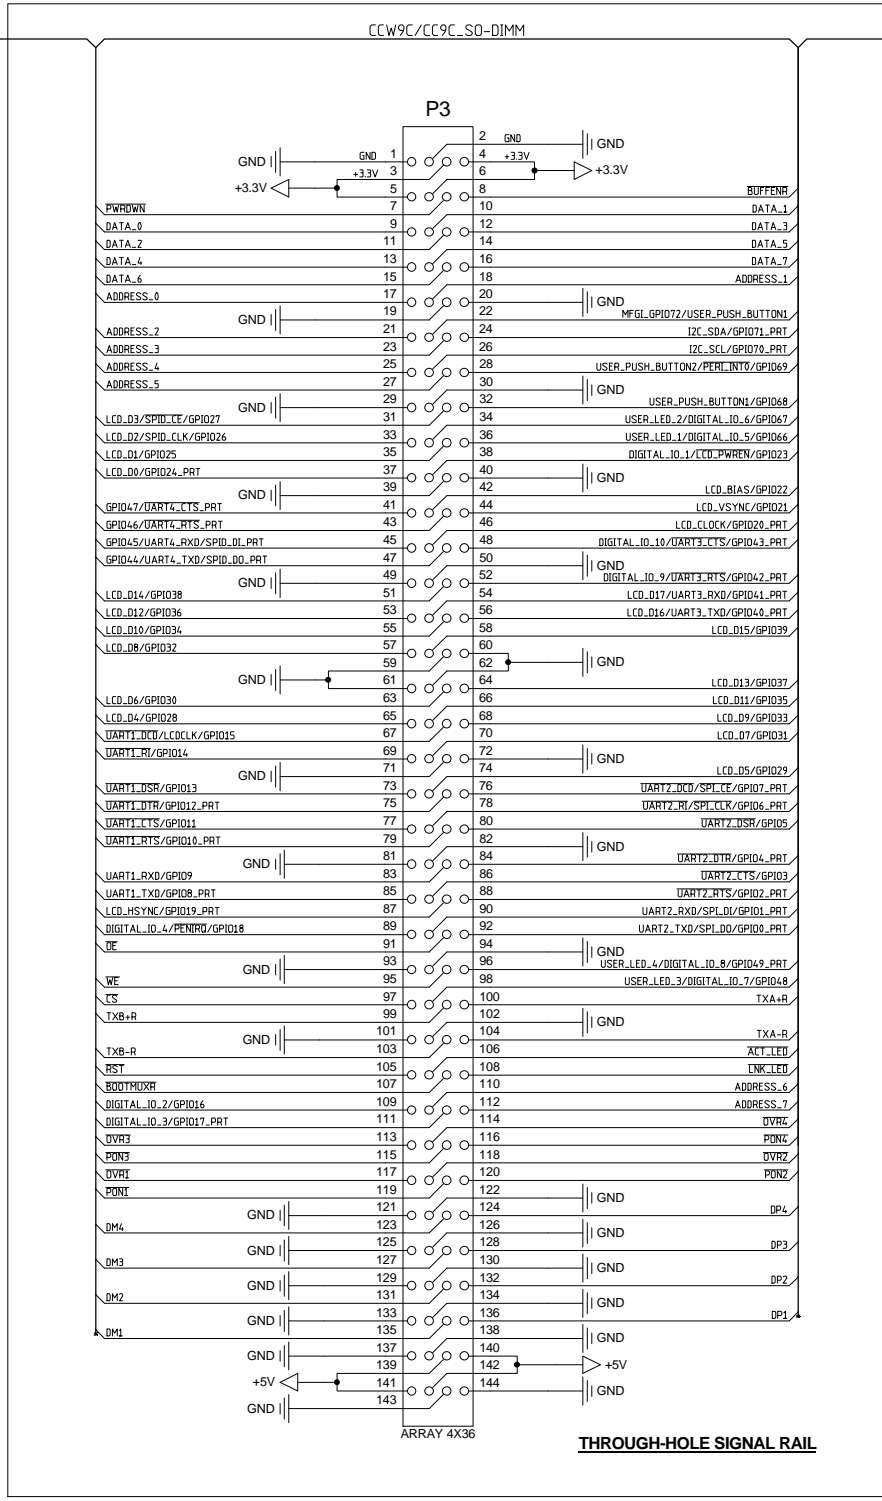 CCW9C/CC9C_SO-DIMM
P3
2 GND GND
GND GND 1 4 +3.3V
+3.3V 3 6 +3.3V
+3.3V 5 8 BUFFENR
PWRDWN 7 10 DATA_1
DATA_0 9 12 DATA_3
DATA_2 11 14 DATA_5
DATA_4 13 16 DATA_7
DATA_6 15 18 ADDRESS_1
ADDRESS_0 17 20 GND
GND 19 22 MFGI_GPIO72/USER_PUSH_BUTTON1
ADDRESS_2 21 24 I2C_SDA/GPIO71_PRT
ADDRESS_3 23 26 I2C_SCL/GPIO70_PRT
ADDRESS_4 25 28 USER_PUSH_BUTTON2/PERI_INT0/GPIO69
ADDRESS_5 27 30 GND
GND 29 32 USER_PUSH_BUTTON1/GPIO68
LCD_D3/SPID_CE/GPIO27 31 34 USER_LED_2/DIGITAL_IO_6/GPIO67
LCD_D2/SPID_CLK/GPIO26 33 36 USER_LED_1/DIGITAL_IO_5/GPIO66
LCD_D1/GPIO25 35 38 DIGITAL_IO_1/LCD_PWREN/GPIO23
LCD_D0/GPIO24_PRT 37 40 GND
GND 39 42 LCD_BIAS/GPIO22
GPIO47/UART4_CTS_PRT 41 44 LCD_VSYNC/GPIO21
GPIO46/UART4_RTS_PRT 43 46 LCD_CLOCK/GPIO20_PRT
GPIO45/UART4_RXD/SPID_DI_PRT 45 48 DIGITAL_IO_10/UART3_CTS/GPIO43_PRT
GPIO44/UART4_TXD/SPID_DO_PRT 47 50 GND
GND 49 52 DIGITAL_IO_9/UART3_RTS/GPIO42_PRT
LCD_D14/GPIO38 51 54 LCD_D17/UART3_RXD/GPIO41_PRT
LCD_D12/GPIO36 53 56 LCD_D16/UART3_TXD/GPIO40_PRT
LCD_D10/GPIO34 55 58 LCD_D15/GPIO39
LCD_D8/GPIO32 57 60
59 62 GND
GND 61 64 LCD_D13/GPIO37
LCD_D6/GPIO30 63 66 LCD_D11/GPIO35
LCD_D4/GPIO28 65 68 LCD_D9/GPIO33
UART1_DCD/LCDCLK/GPIO15 67 70 LCD_D7/GPIO31
UART1_RI/GPIO14 69 72 GND
GND 71 74 LCD_D5/GPIO29
UART1_DSR/GPIO13 73 76 UART2_DCD/SPI_CE/GPIO7_PRT
UART1_DTR/GPIO12_PRT 75 78 UART2_RI/SPI_CLK/GPIO6_PRT
UART1_CTS/GPIO11 77 80 UART2_DSR/GPIO5
UART1_RTS/GPIO10_PRT 79 82 GND
GND 81 84 UART2_DTR/GPIO4_PRT
UART1_RXD/GPIO9 83 86 UART2_CTS/GPIO3
UART1_TXD/GPIO8_PRT 85 88 UART2_RTS/GPIO2_PRT
LCD_HSYNC/GPIO19_PRT 87 90 UART2_RXD/SPI_DI/GPIO1_PRT
DIGITAL_IO_4/PENIRQ/GPIO18 89 92 UART2_TXD/SPI_DO/GPIO0_PRT
OE 91 94 GND
GND 93 96 USER_LED_4/DIGITAL_IO_8/GPIO49_PRT
WE 95 98 USER_LED_3/DIGITAL_IO_7/GPIO48
CS 97 100 TXA+R
TXB+R 99 102 GND
GND 101 104 TXA-R
TXB-R 103 106 ACT_LED
RST 105 108 LNK_LED
BOOTMUXR 107 110 ADDRESS_6
DIGITAL_IO_2/GPIO16 109 112 ADDRESS_7
DIGITAL_IO_3/GPIO17_PRT 111 114 OVR4
OVR3 113 116 PON4
PON3 115 118 OVR2
OVR1 117 120 PON2
PON1 119 122 GND
GND 121 124 DP4
DM4 123 126 GND
GND 125 128 DP3
DM3 127 130 GND
GND 129 132 DP2
DM2 131 134 GND
GND 133 136 DP1
DM1 135 138 GND
GND 137 140
139 142 +5V
+5V 141 144 GND
GND 143
ARRAY 4X36
THROUGH-HOLE SIGNAL RAIL